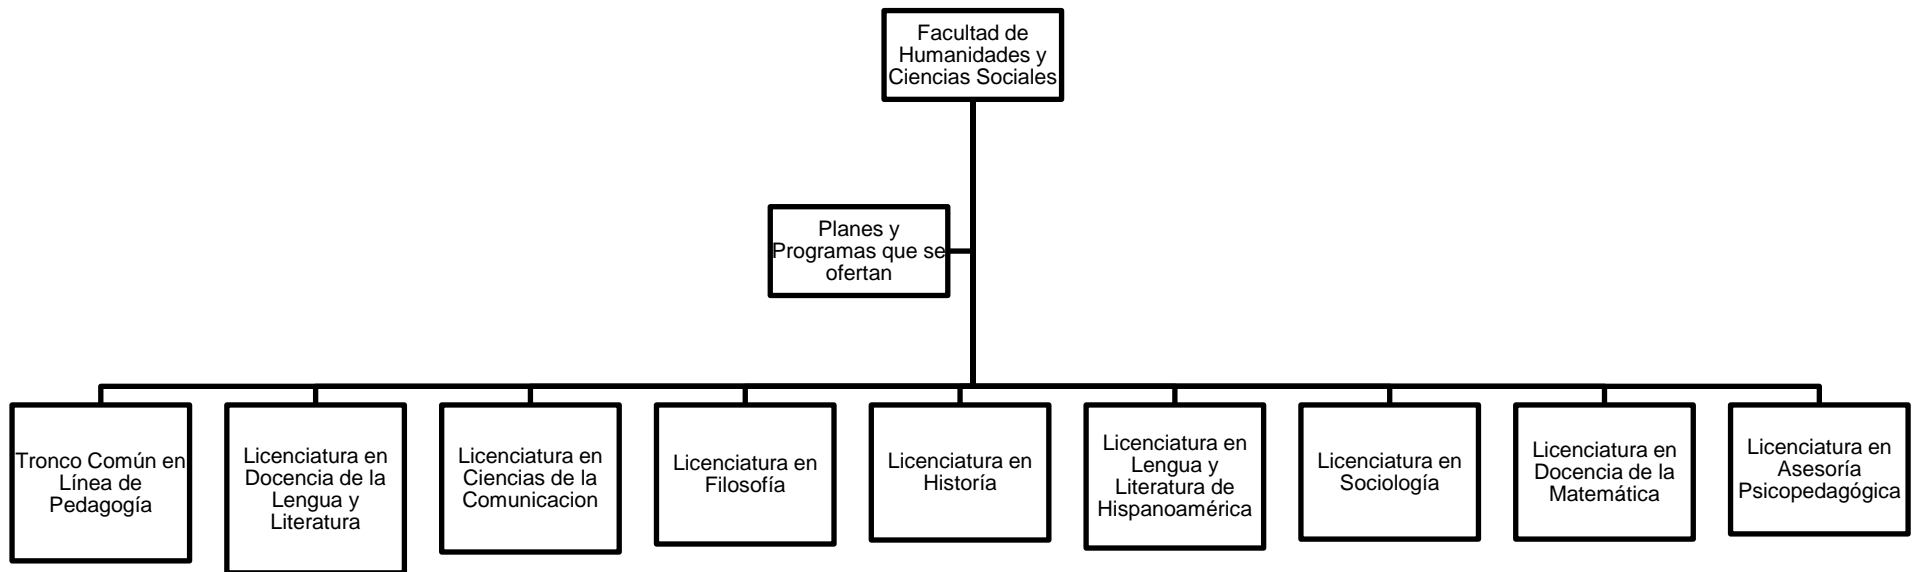 Facultad de
Humanidades y
Ciencias Sociales
Planes y
Programas que se
ofertan
Tronco Común en
Línea de
Pedagogía
Licenciatura en
Docencia de la
Lengua y
Literatura
Licenciatura en
Ciencias de la
Comunicacion
Licenciatura en
Filosofía
Licenciatura en
Historía
Licenciatura en
Lengua y
Literatura de
Hispanoamérica
Licenciatura en
Sociología
Licenciatura en
Docencia de la
Matemática
Licenciatura en
Asesoría
Psicopedagógica